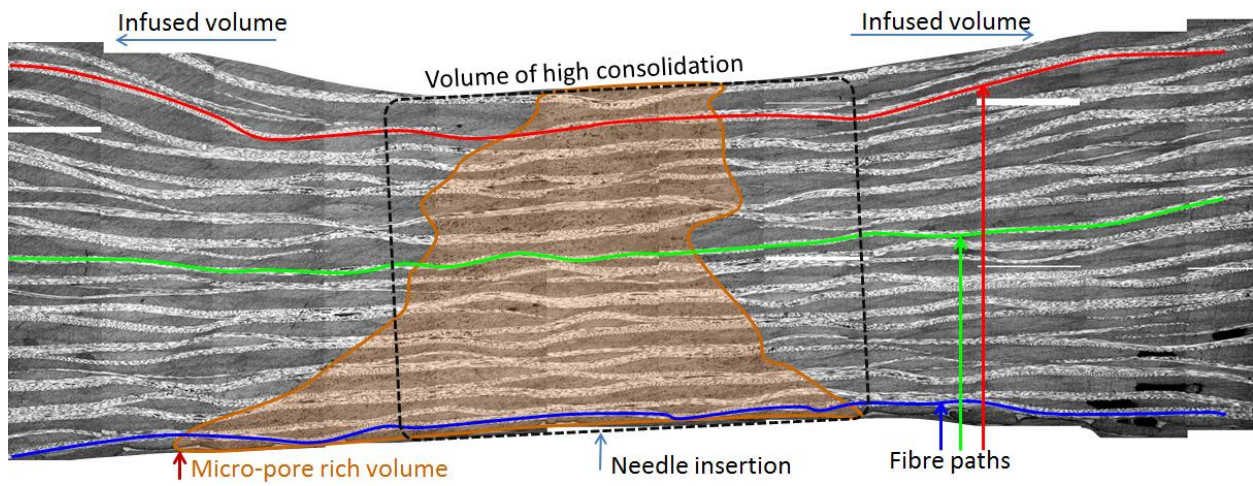 Infused volume
Infused volume
Volume of high consolidation
Micro-pore rich volume
Needle insertion
Fibre paths